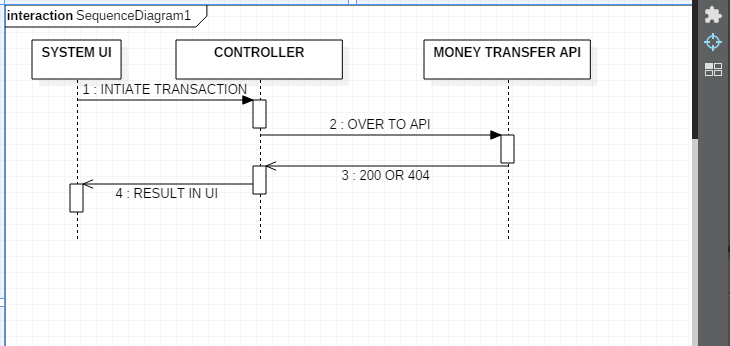 interaction SequenceDiagram1
SYSTEM UI
CONTROLLER
MONEY TRANSFER API
1 : INTIATE TRANSACTION
2 : OVER TO API
3 : 200 OR 404
4 : RESULT IN UI